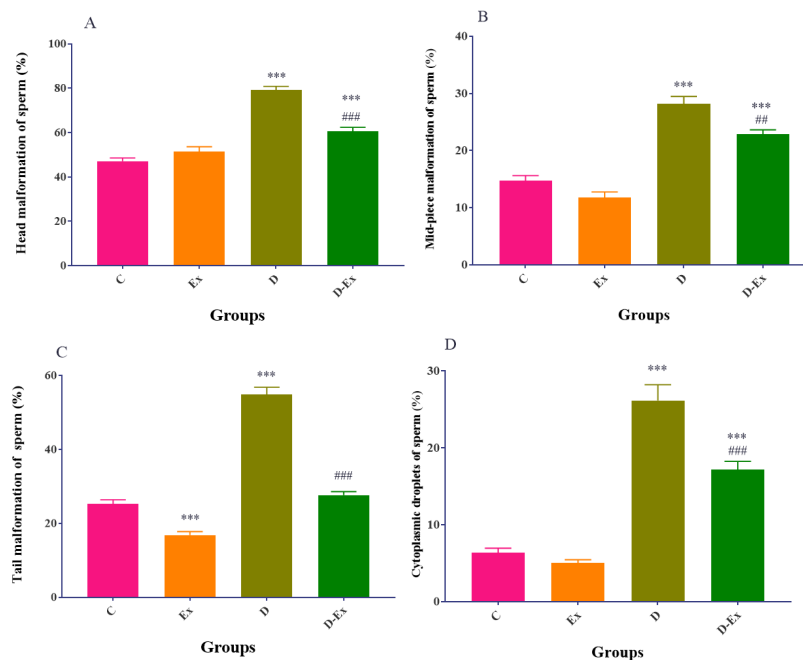 A
Head malformation of sperm (%)
100
80
60
40
20
0
***
***
###
C
Ex
D
D-Ex
Groups
B
Mid-piece malformation of sperm (%)
40
30
20
10
0
***
***
##
C
Ex
D
D-Ex
Groups
C
Tail malformation of sperm (%)
60
40
20
0
***
***
###
C
Ex
D
D-Ex
Groups
D
Cytoplasmic droplets of sperm (%)
30
20
10
0
***
***
###
C
Ex
D
D-Ex
Groups